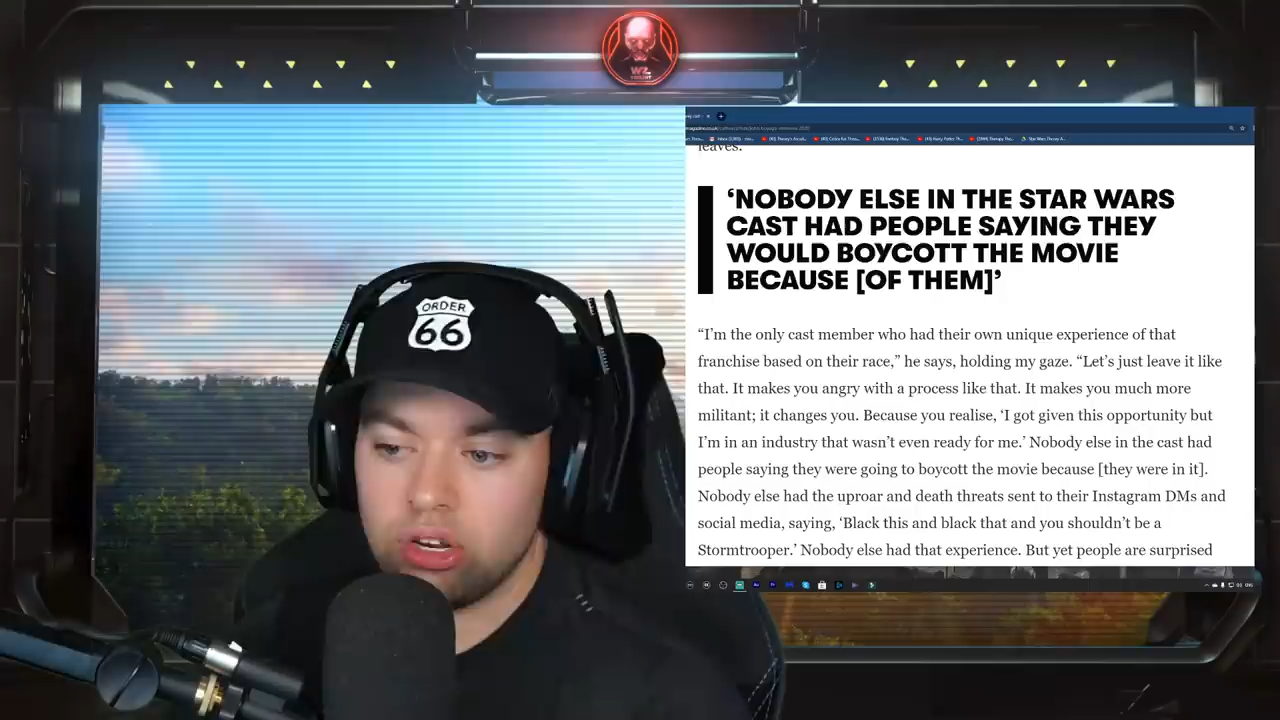 WZ
ORDER
66
leaves.
‘NOBODY ELSE IN THE STAR WARS
CAST HAD PEOPLE SAYING THEY
WOULD BOYCOTT THE MOVIE
BECAUSE [OF THEM]’
“I’m the only cast member who had their own unique experience of that
franchise based on their race,” he says, holding my gaze. “Let’s just leave it like
that. It makes you angry with a process like that. It makes you much more
militant; it changes you. Because you realise, ‘I got given this opportunity but
I’m in an industry that wasn’t even ready for me.’ Nobody else in the cast had
people saying they were going to boycott the movie because [they were in it].
Nobody else had the uproar and death threats sent to their Instagram DMs and
social media, saying, ‘Black this and black that and you shouldn’t be a
Stormtrooper.’ Nobody else had that experience. But yet people are surprised